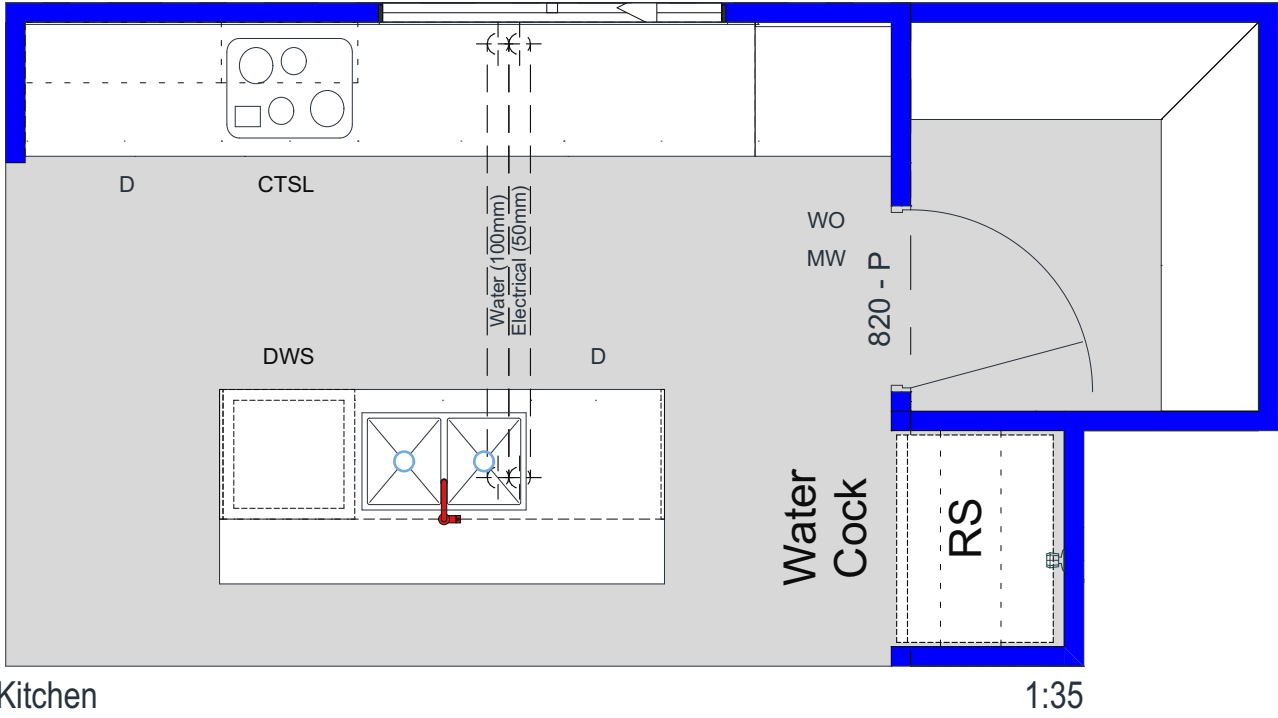 D
CTSL
Water (100mm)
Electrical (50mm)
WO
MW
820 - P
DWS
D
Water
Cock
RS
Kitchen
1:35